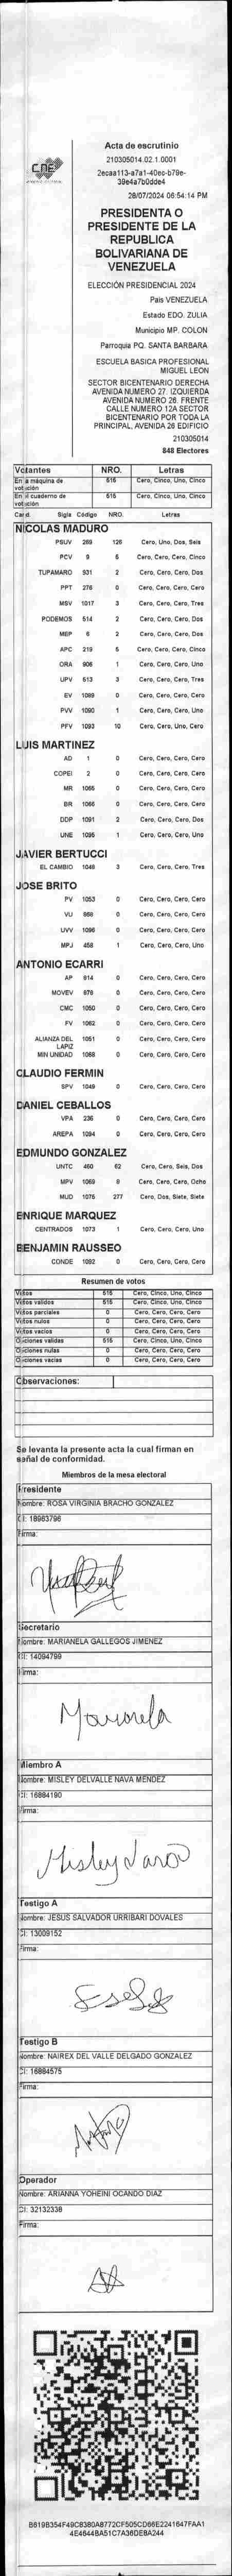 Acta de escrutinio
210305014.02.1.0001
2ecaa113-a7a1-40ec-b79e-
39e4a7b0dde4
28/07/2024 06:54:14 PM
CNE
PRESIDENTA O
PRESIDENTE DE LA
REPUBLICA
BOLIVARIANA DE
VENEZUELA
ELECCIÓN PRESIDENCIAL 2024
País VENEZUELA
Estado EDO. ZULIA
Municipio MP. COLON
Parroquia PQ. SANTA BARBARA
ESCUELA BASICA PROFESIONAL
MIGUEL LEON
SECTOR BICENTENARIO DERECHA
AVENIDA NUMERO 27. IZQUIERDA
AVENIDA NUMERO 26. FRENTE
CALLE NUMERO 12A SECTOR
BICENTENARIO POR TODA LA
PRINCIPAL, AVENIDA 26 EDIFICIO
210305014
848 Electores
Votantes NRO. Letras
En la máquina de votación 515 Cero, Cinco, Uno, Cinco
En el cuaderno de votación 515 Cero, Cinco, Uno, Cinco
Cand. Sigla Código NRO. Letras
NICOLAS MADURO
PSUV 269 126 Cero, Uno, Dos, Seis
PCV 9 5 Cero, Cero, Cero, Cinco
TUPAMARO 931 2 Cero, Cero, Cero, Dos
PPT 276 0 Cero, Cero, Cero, Cero
MSV 1017 3 Cero, Cero, Cero, Tres
PODEMOS 514 2 Cero, Cero, Cero, Dos
MEP 6 2 Cero, Cero, Cero, Dos
APC 219 5 Cero, Cero, Cero, Cinco
ORA 906 1 Cero, Cero, Cero, Uno
UPV 513 3 Cero, Cero, Cero, Tres
EV 1089 0 Cero, Cero, Cero, Cero
PVV 1090 1 Cero, Cero, Cero, Uno
PFV 1093 10 Cero, Cero, Uno, Cero
LUIS MARTINEZ
AD 1 0 Cero, Cero, Cero, Cero
COPEI 2 0 Cero, Cero, Cero, Cero
MR 1065 0 Cero, Cero, Cero, Cero
BR 1066 0 Cero, Cero, Cero, Cero
DDP 1091 2 Cero, Cero, Cero, Dos
UNE 1095 1 Cero, Cero, Cero, Uno
JAVIER BERTUCCI
EL CAMBIO 1046 3 Cero, Cero, Cero, Tres
JOSE BRITO
PV 1053 0 Cero, Cero, Cero, Cero
VU 968 0 Cero, Cero, Cero, Cero
UVV 1096 0 Cero, Cero, Cero, Cero
MPJ 458 1 Cero, Cero, Cero, Uno
ANTONIO ECARRI
AP 914 0 Cero, Cero, Cero, Cero
MOVEV 976 0 Cero, Cero, Cero, Cero
CMC 1050 0 Cero, Cero, Cero, Cero
FV 1062 0 Cero, Cero, Cero, Cero
ALIANZA DEL LAPIZ 1051 0 Cero, Cero, Cero, Cero
MIN UNIDAD 1068 0 Cero, Cero, Cero, Cero
CLAUDIO FERMIN
SPV 1049 0 Cero, Cero, Cero, Cero
DANIEL CEBALLOS
VPA 236 0 Cero, Cero, Cero, Cero
AREPA 1094 0 Cero, Cero, Cero, Cero
EDMUNDO GONZALEZ
UNTC 460 62 Cero, Cero, Seis, Dos
MPV 1069 8 Cero, Cero, Cero, Ocho
MUD 1076 277 Cero, Dos, Siete, Siete
ENRIQUE MARQUEZ
CENTRADOS 1073 1 Cero, Cero, Cero, Uno
BENJAMIN RAUSSEO
CONDE 1092 0 Cero, Cero, Cero, Cero
Resumen de votos
Votos 515 Cero, Cinco, Uno, Cinco
Votos validos 515 Cero, Cinco, Uno, Cinco
Votos parciales 0 Cero, Cero, Cero, Cero
Votos nulos 0 Cero, Cero, Cero, Cero
Votos vacios 0 Cero, Cero, Cero, Cero
Opciones validas 515 Cero, Cinco, Uno, Cinco
Opciones nulas 0 Cero, Cero, Cero, Cero
Opciones vacias 0 Cero, Cero, Cero, Cero
Observaciones:
Se levanta la presente acta la cual firman en
señal de conformidad.
Miembros de la mesa electoral
Presidente
Nombre: ROSA VIRGINIA BRACHO GONZALEZ
CI: 18983796
Firma:
Secretario
Nombre: MARIANELA GALLEGOS JIMENEZ
CI: 14094799
Firma:
Marianela
Miembro A
Nombre: MISLEY DELVALLE NAVA MENDEZ
CI: 16884190
Firma:
Misley Nava
Testigo A
Nombre: JESUS SALVADOR URRIBARI DOVALES
CI: 13009152
Firma:
Testigo B
Nombre: NAIREX DEL VALLE DELGADO GONZALEZ
CI: 16884575
Firma:
Operador
Nombre: ARIANNA YOHEINI OCANDO DIAZ
CI: 32132338
Firma:
B619B354F49C8380A8772CF505CD66E2241647FAA1
4E4644BA51C7A36DE8A244